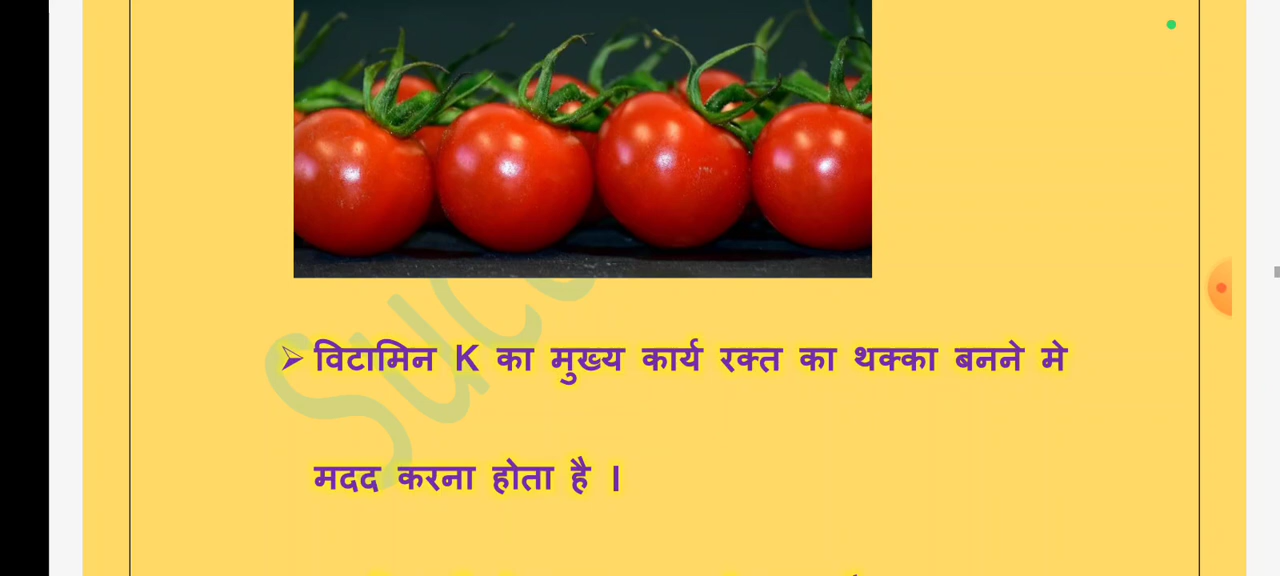 ➢ विटामिन K का मुख्य कार्य रक्त का थक्का बनने मे
मदद करना होता है ।